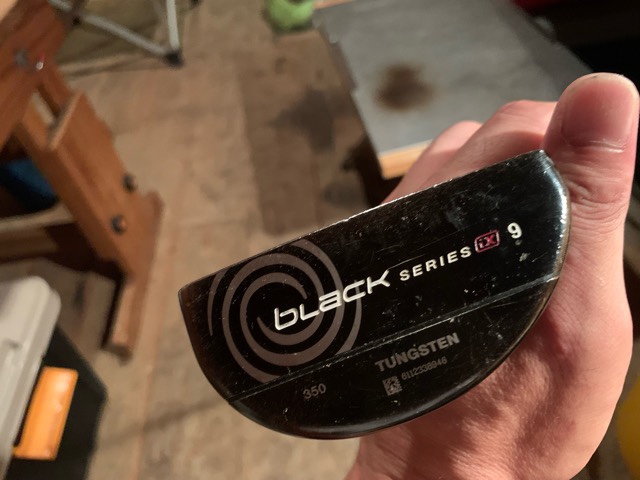 black SERIES iX 9
TUNGSTEN
350